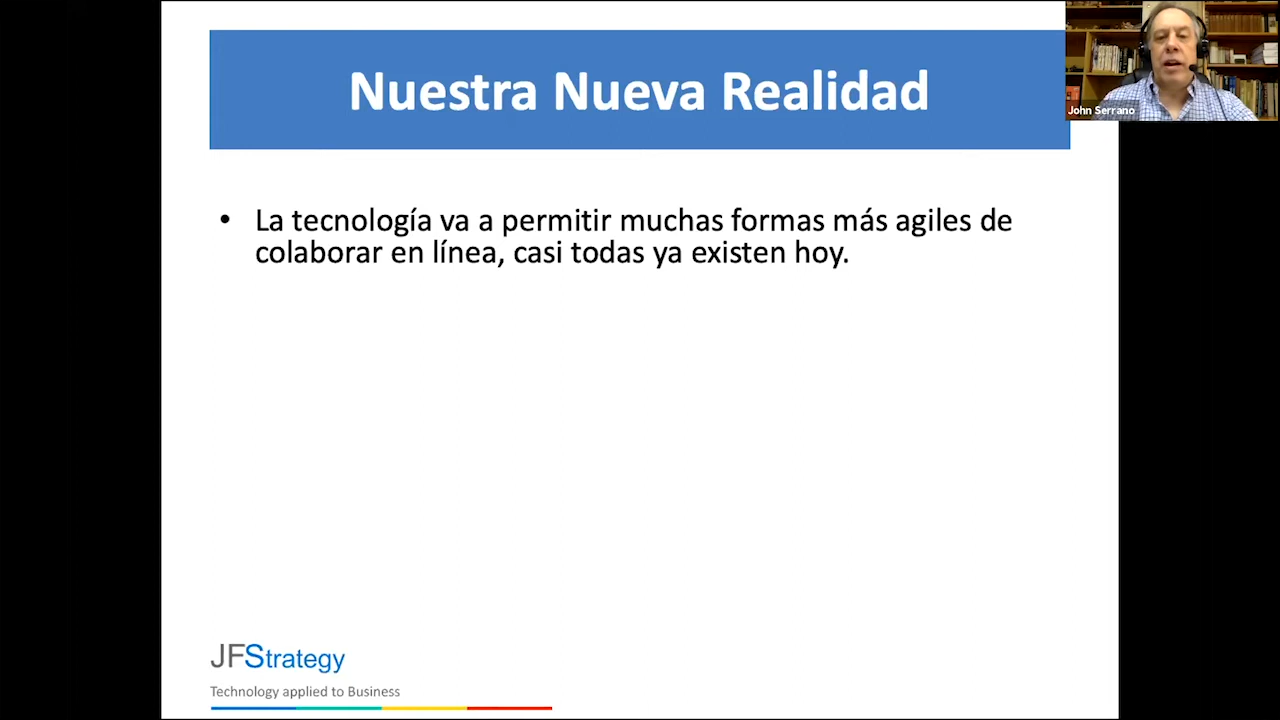 Nuestra Nueva Realidad
John Serrano
• La tecnología va a permitir muchas formas más agiles de
colaborar en línea, casi todas ya existen hoy.
JFStrategy
Technology applied to Business